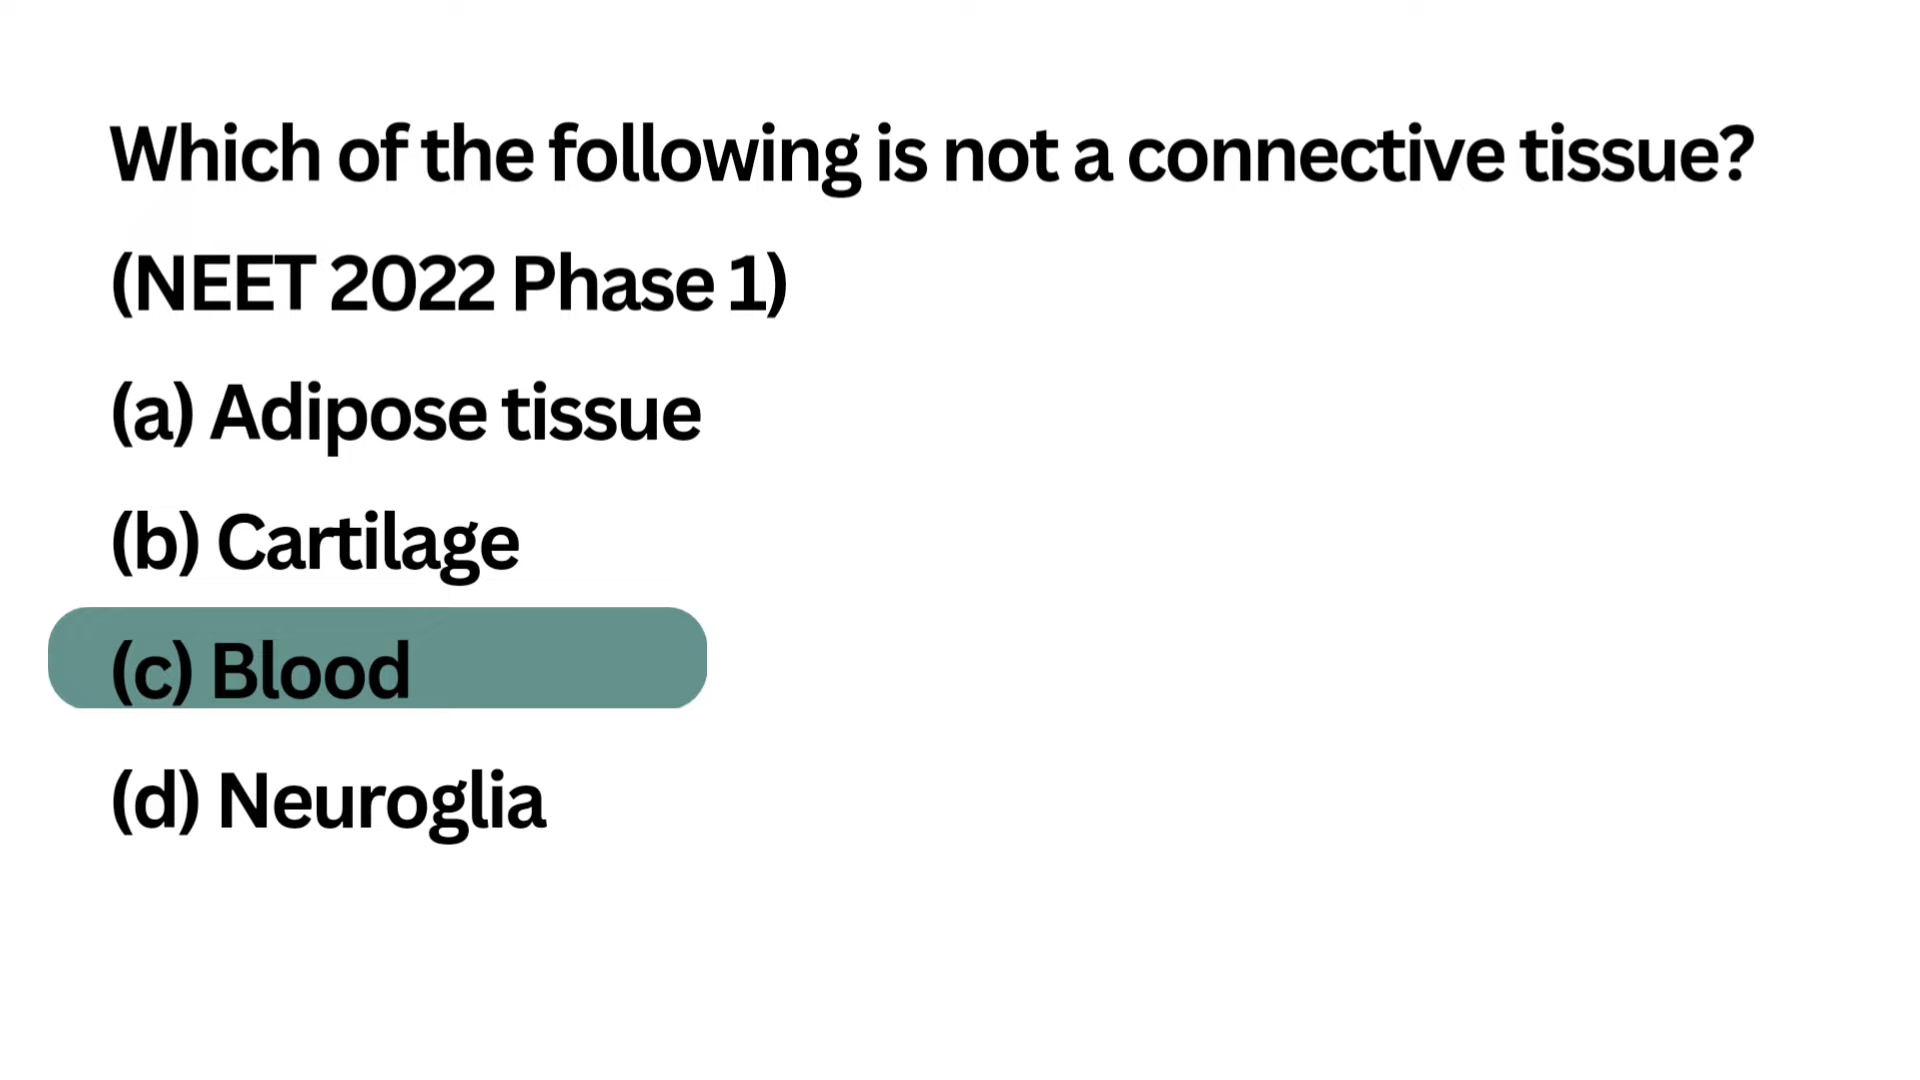 Which of the following is not a connective tissue?
(NEET 2022 Phase 1)
(a) Adipose tissue
(b) Cartilage
(c) Blood
(d) Neuroglia